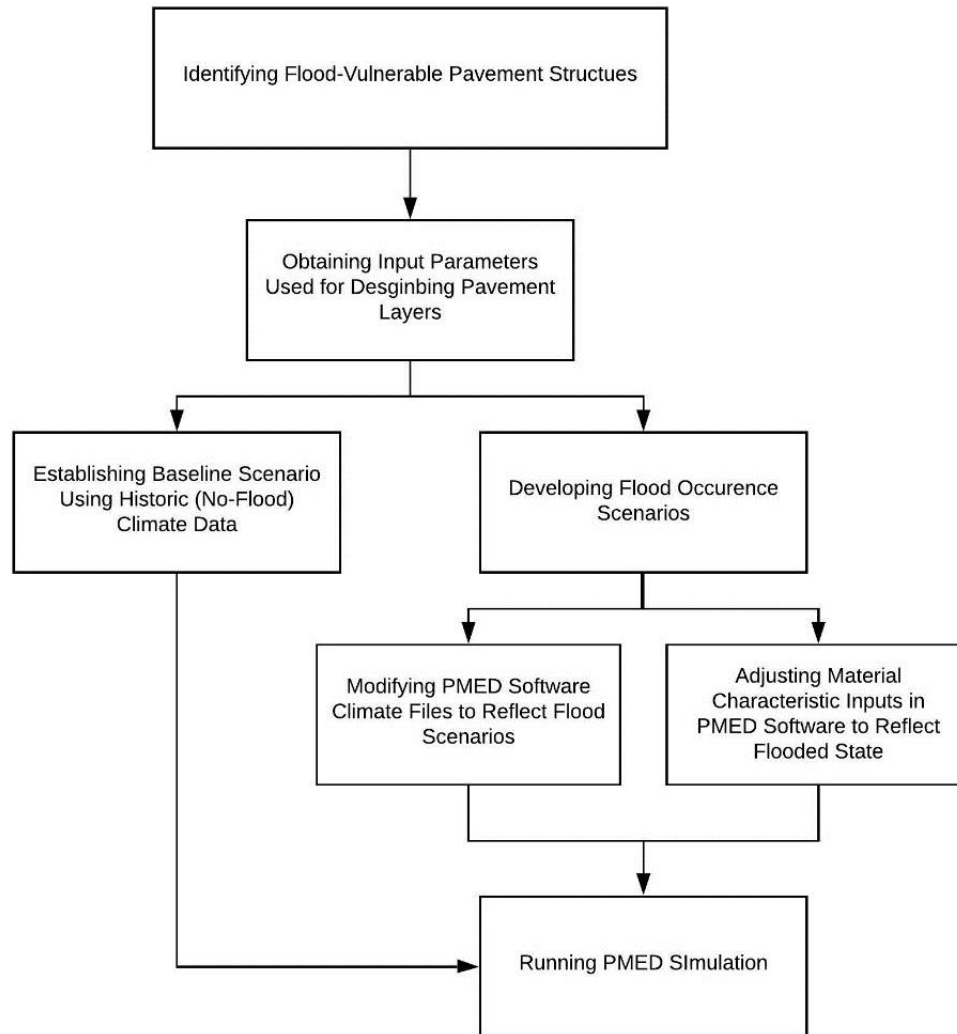 Identifying Flood-Vulnerable Pavement Structues
Obtaining Input Parameters
Used for Desginbing Pavement
Layers
Establishing Baseline Scenario
Using Historic (No-Flood)
Climate Data
Developing Flood Occurence
Scenarios
Modifying PMED Software
Climate Files to Reflect Flood
Scenarios
Adjusting Material
Characteristic Inputs in
PMED Software to Reflect
Flooded State
Running PMED SImulation